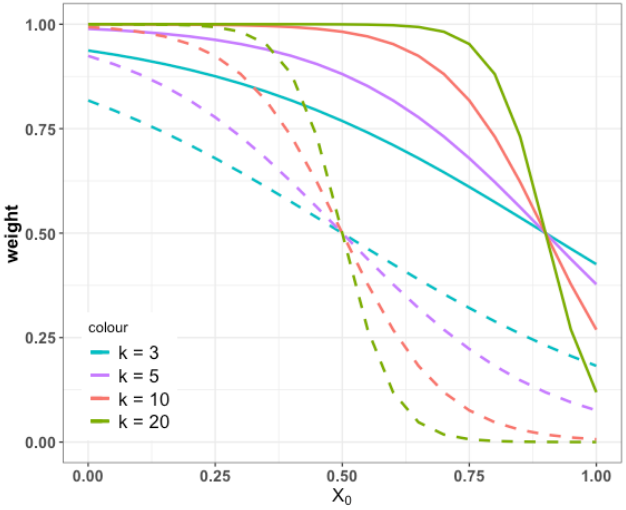 1.00
0.75
0.50
0.25
0.00
weight
colour
k = 3
k = 5
k = 10
k = 20
0.00 0.25 0.50 0.75 1.00
X₀